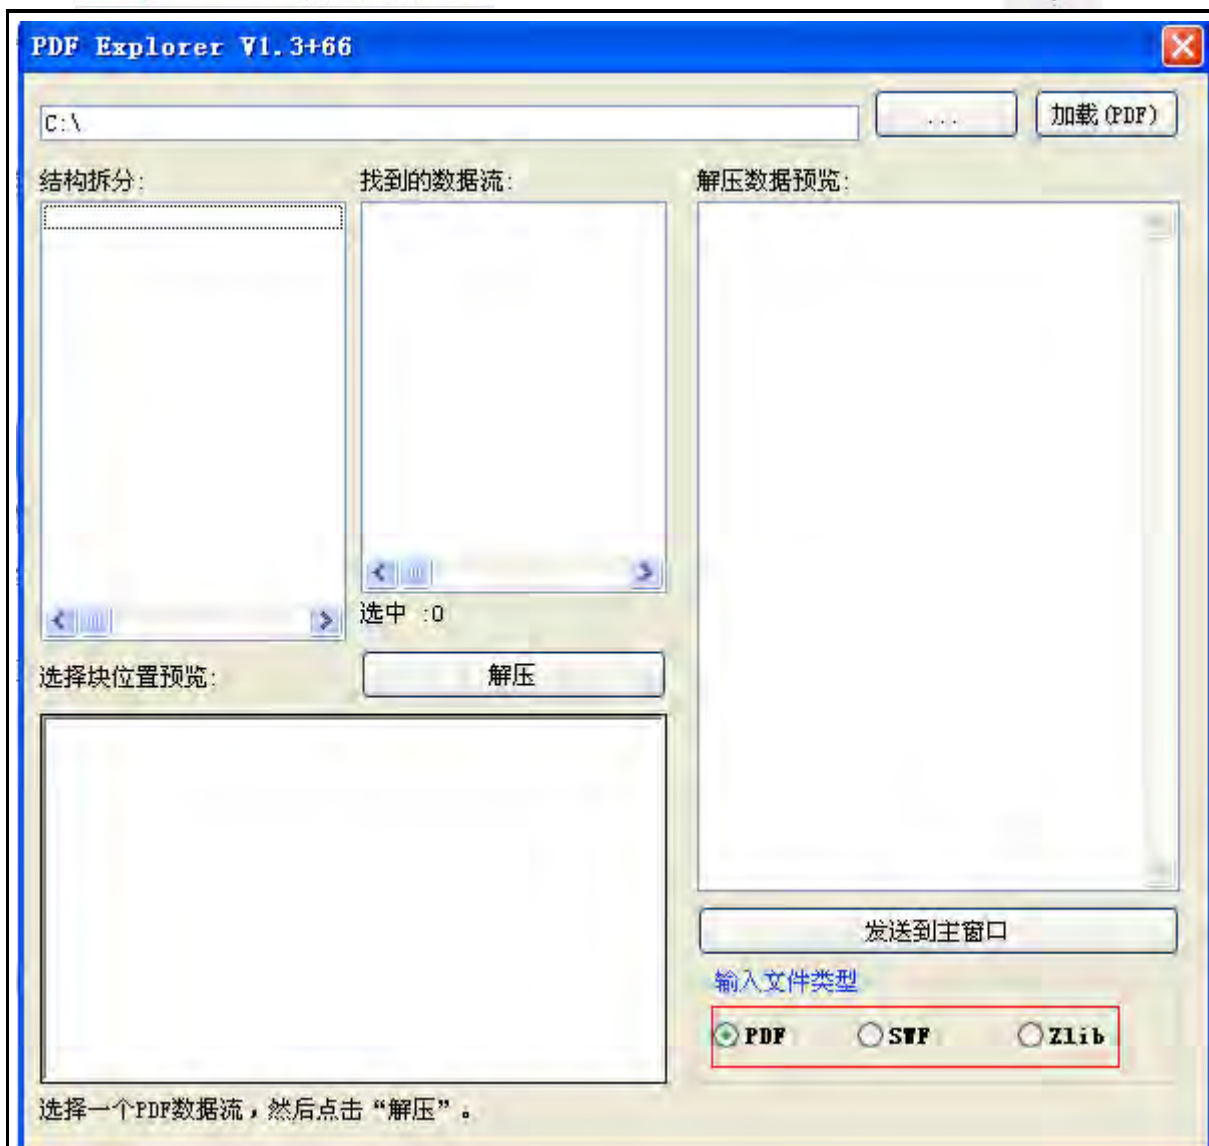 PDF Explorer V1.3+66
C:\
...
加载(PDF)
结构拆分:
找到的数据流:
解压数据预览:
选中 :0
选择块位置预览:
解压
发送到主窗口
输入文件类型
PDF SWF Zlib
选择一个PDF数据流，然后点击“解压”。